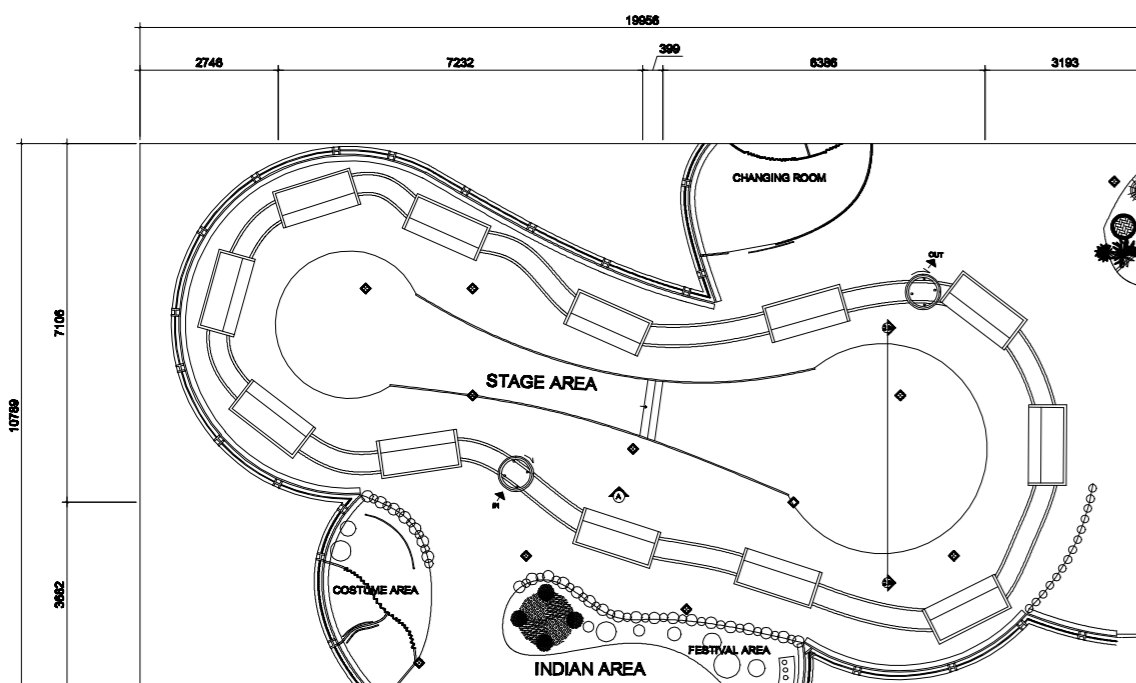 19956
399
2746
7232
6386
3193
CHANGING ROOM
OUT
7106
STAGE AREA
10789
IN
A
3682
COSTUME AREA
FESTIVAL AREA
INDIAN AREA